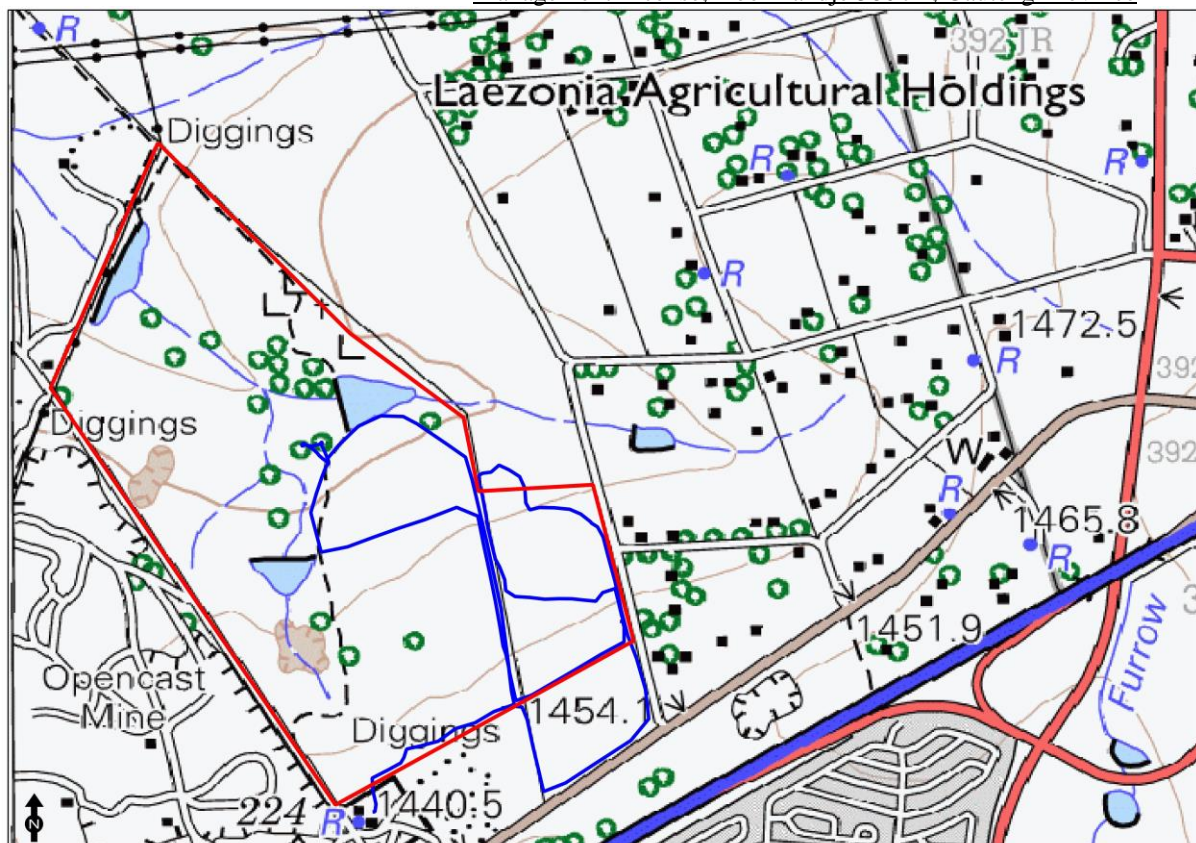 R
392 JR
Laezonia Agricultural Holdings
Diggings
R
R
R
1472.5
R
392
Diggings
W
392
R
1465.8
R
1451.9
Furrow
Opencast
Mine
1454.1
Diggings
224
R
1440.5